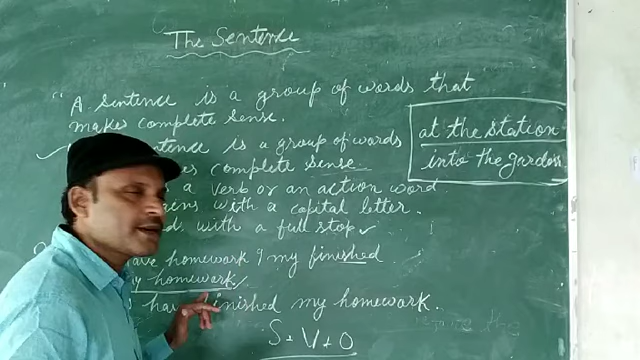 The Sentence
"A sentence is a group of words that
makes complete sense.
sentence is a group of words
complete sense
a verb or an action word.
with a capital letter.
with a full stop
have homework I my finished
my homework
finished my homework.
S + V + O
at the station
into the garden